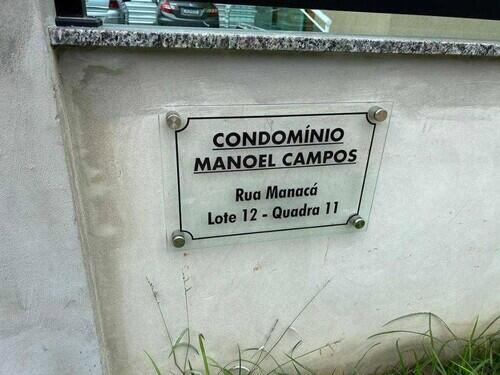 CONDOMÍNIO
MANOEL CAMPOS
Rua Manacá
Lote 12 - Quadra 11